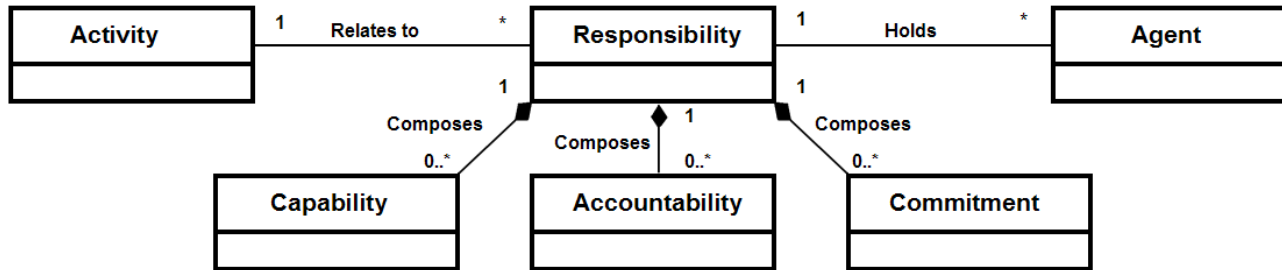 Activity
1
Relates to
*
Responsibility
1
Holds
*
Agent
1
Composes
0..*
1
Composes
0..*
1
Composes
0..*
Capability
Accountability
Commitment